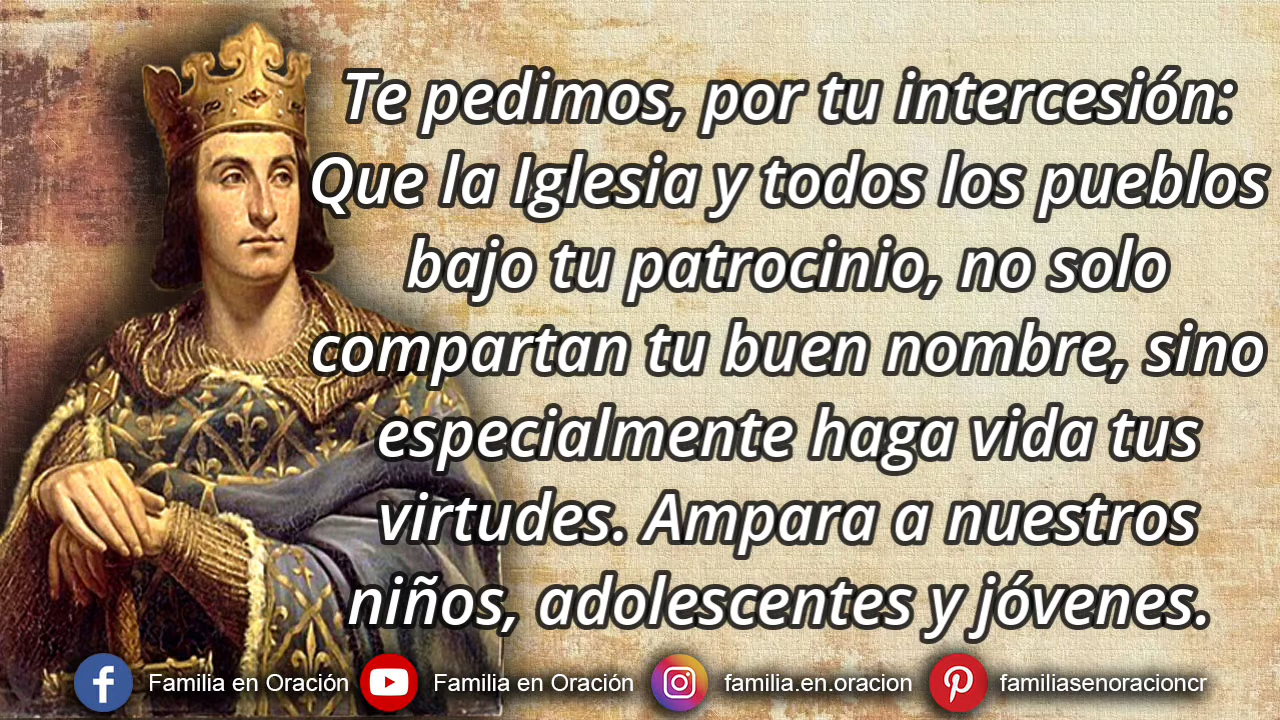 Te pedimos, por tu intercesión:
Que la Iglesia y todos los pueblos
bajo tu patrocinio, no solo
compartan tu buen nombre, sino
especialmente haga vida tus
virtudes. Ampara a nuestros
niños, adolescentes y jóvenes.
Familia en Oración Familia en Oración familia.en.oracion familiasenoracioncr